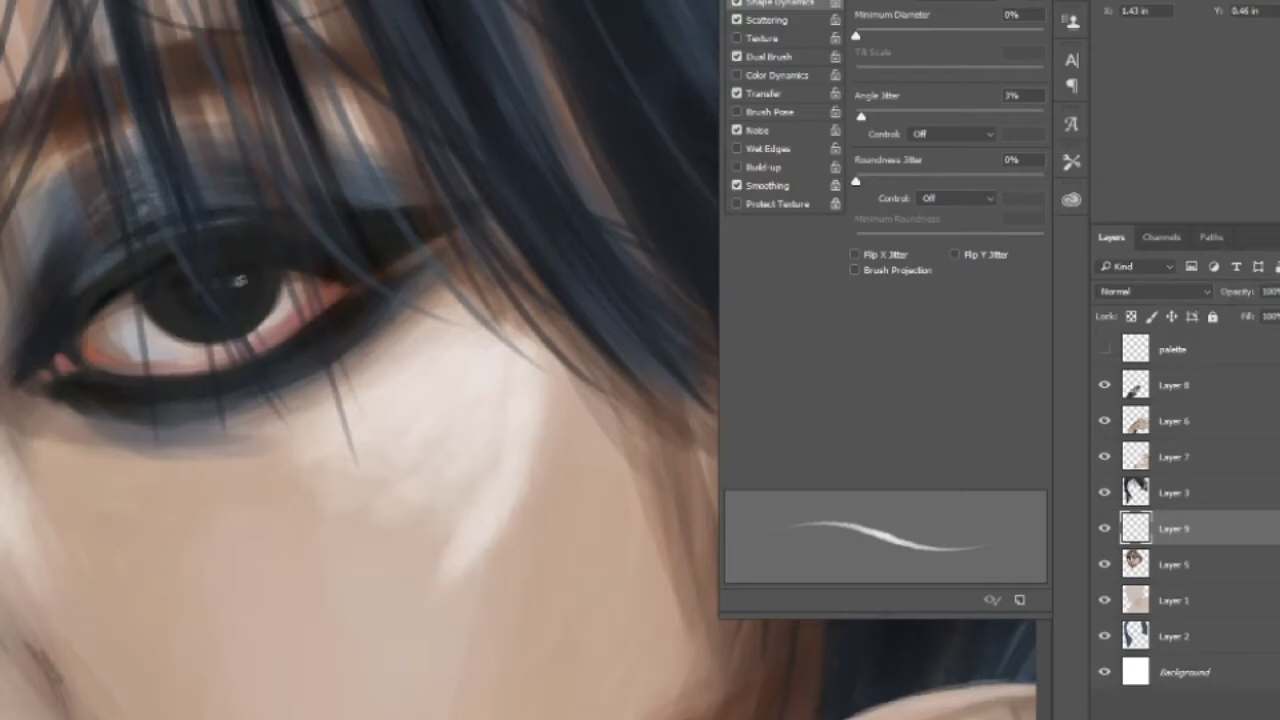 Shape Dynamics
Scattering
Texture
Dual Brush
Color Dynamics
Transfer
Brush Pose
Noise
Wet Edges
Build-up
Smoothing
Protect Texture
Minimum Diameter 0%
Tilt Scale
Angle Jitter 3%
Control: Off
Roundness Jitter 0%
Control: Off
Minimum Roundness
Flip X Jitter Flip Y Jitter
Brush Projection
X: 1.43 in Y: 0.46 in
Layers Channels Paths
Kind
Normal Opacity: 100%
Lock: Fill: 100%
palette
Layer 8
Layer 6
Layer 7
Layer 3
Layer 9
Layer 5
Layer 1
Layer 2
Background